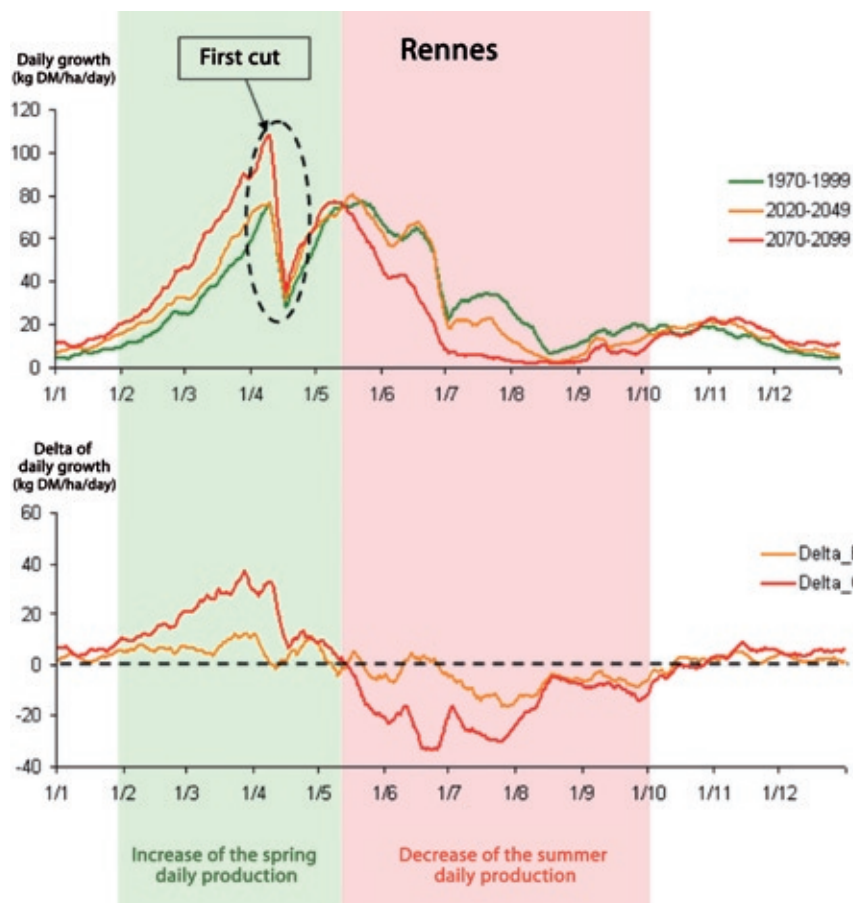 Daily growth
(kg DM/ha/day)
First cut
Rennes
120
100
80
60
40
20
0
1970-1999
2020-2049
2070-2099
1/1 1/2 1/3 1/4 1/5 1/6 1/7 1/8 1/9 1/10 1/11 1/12
Delta of
daily growth
(kg DM/ha/day)
60
40
20
0
-20
-40
Delta_
Delta_
1/1 1/2 1/3 1/4 1/5 1/6 1/7 1/8 1/9 1/10 1/11 1/12
Increase of the spring
daily production
Decrease of the summer
daily production